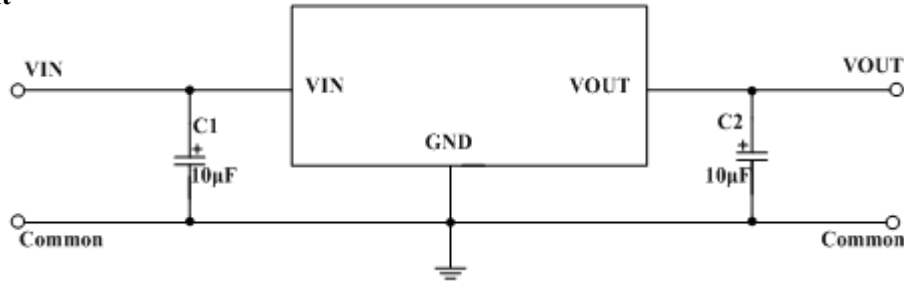 VIN
VOUT
VIN
VOUT
C1
+
10μF
GND
C2
+
10μF
Common
Common